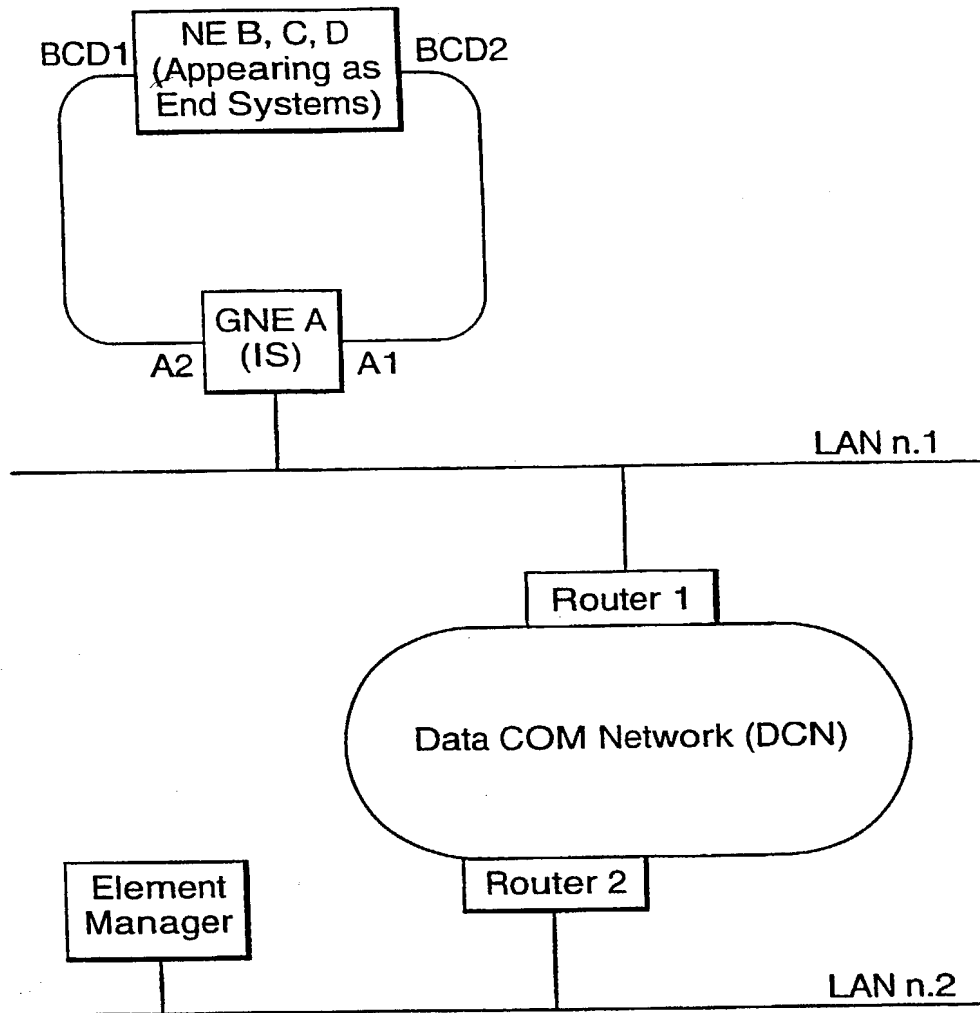 BCD1
NE B, C, D
(Appearing as
End Systems)
BCD2
GNE A
(IS)
A2
A1
LAN n.1
Router 1
Data COM Network (DCN)
Router 2
Element
Manager
LAN n.2